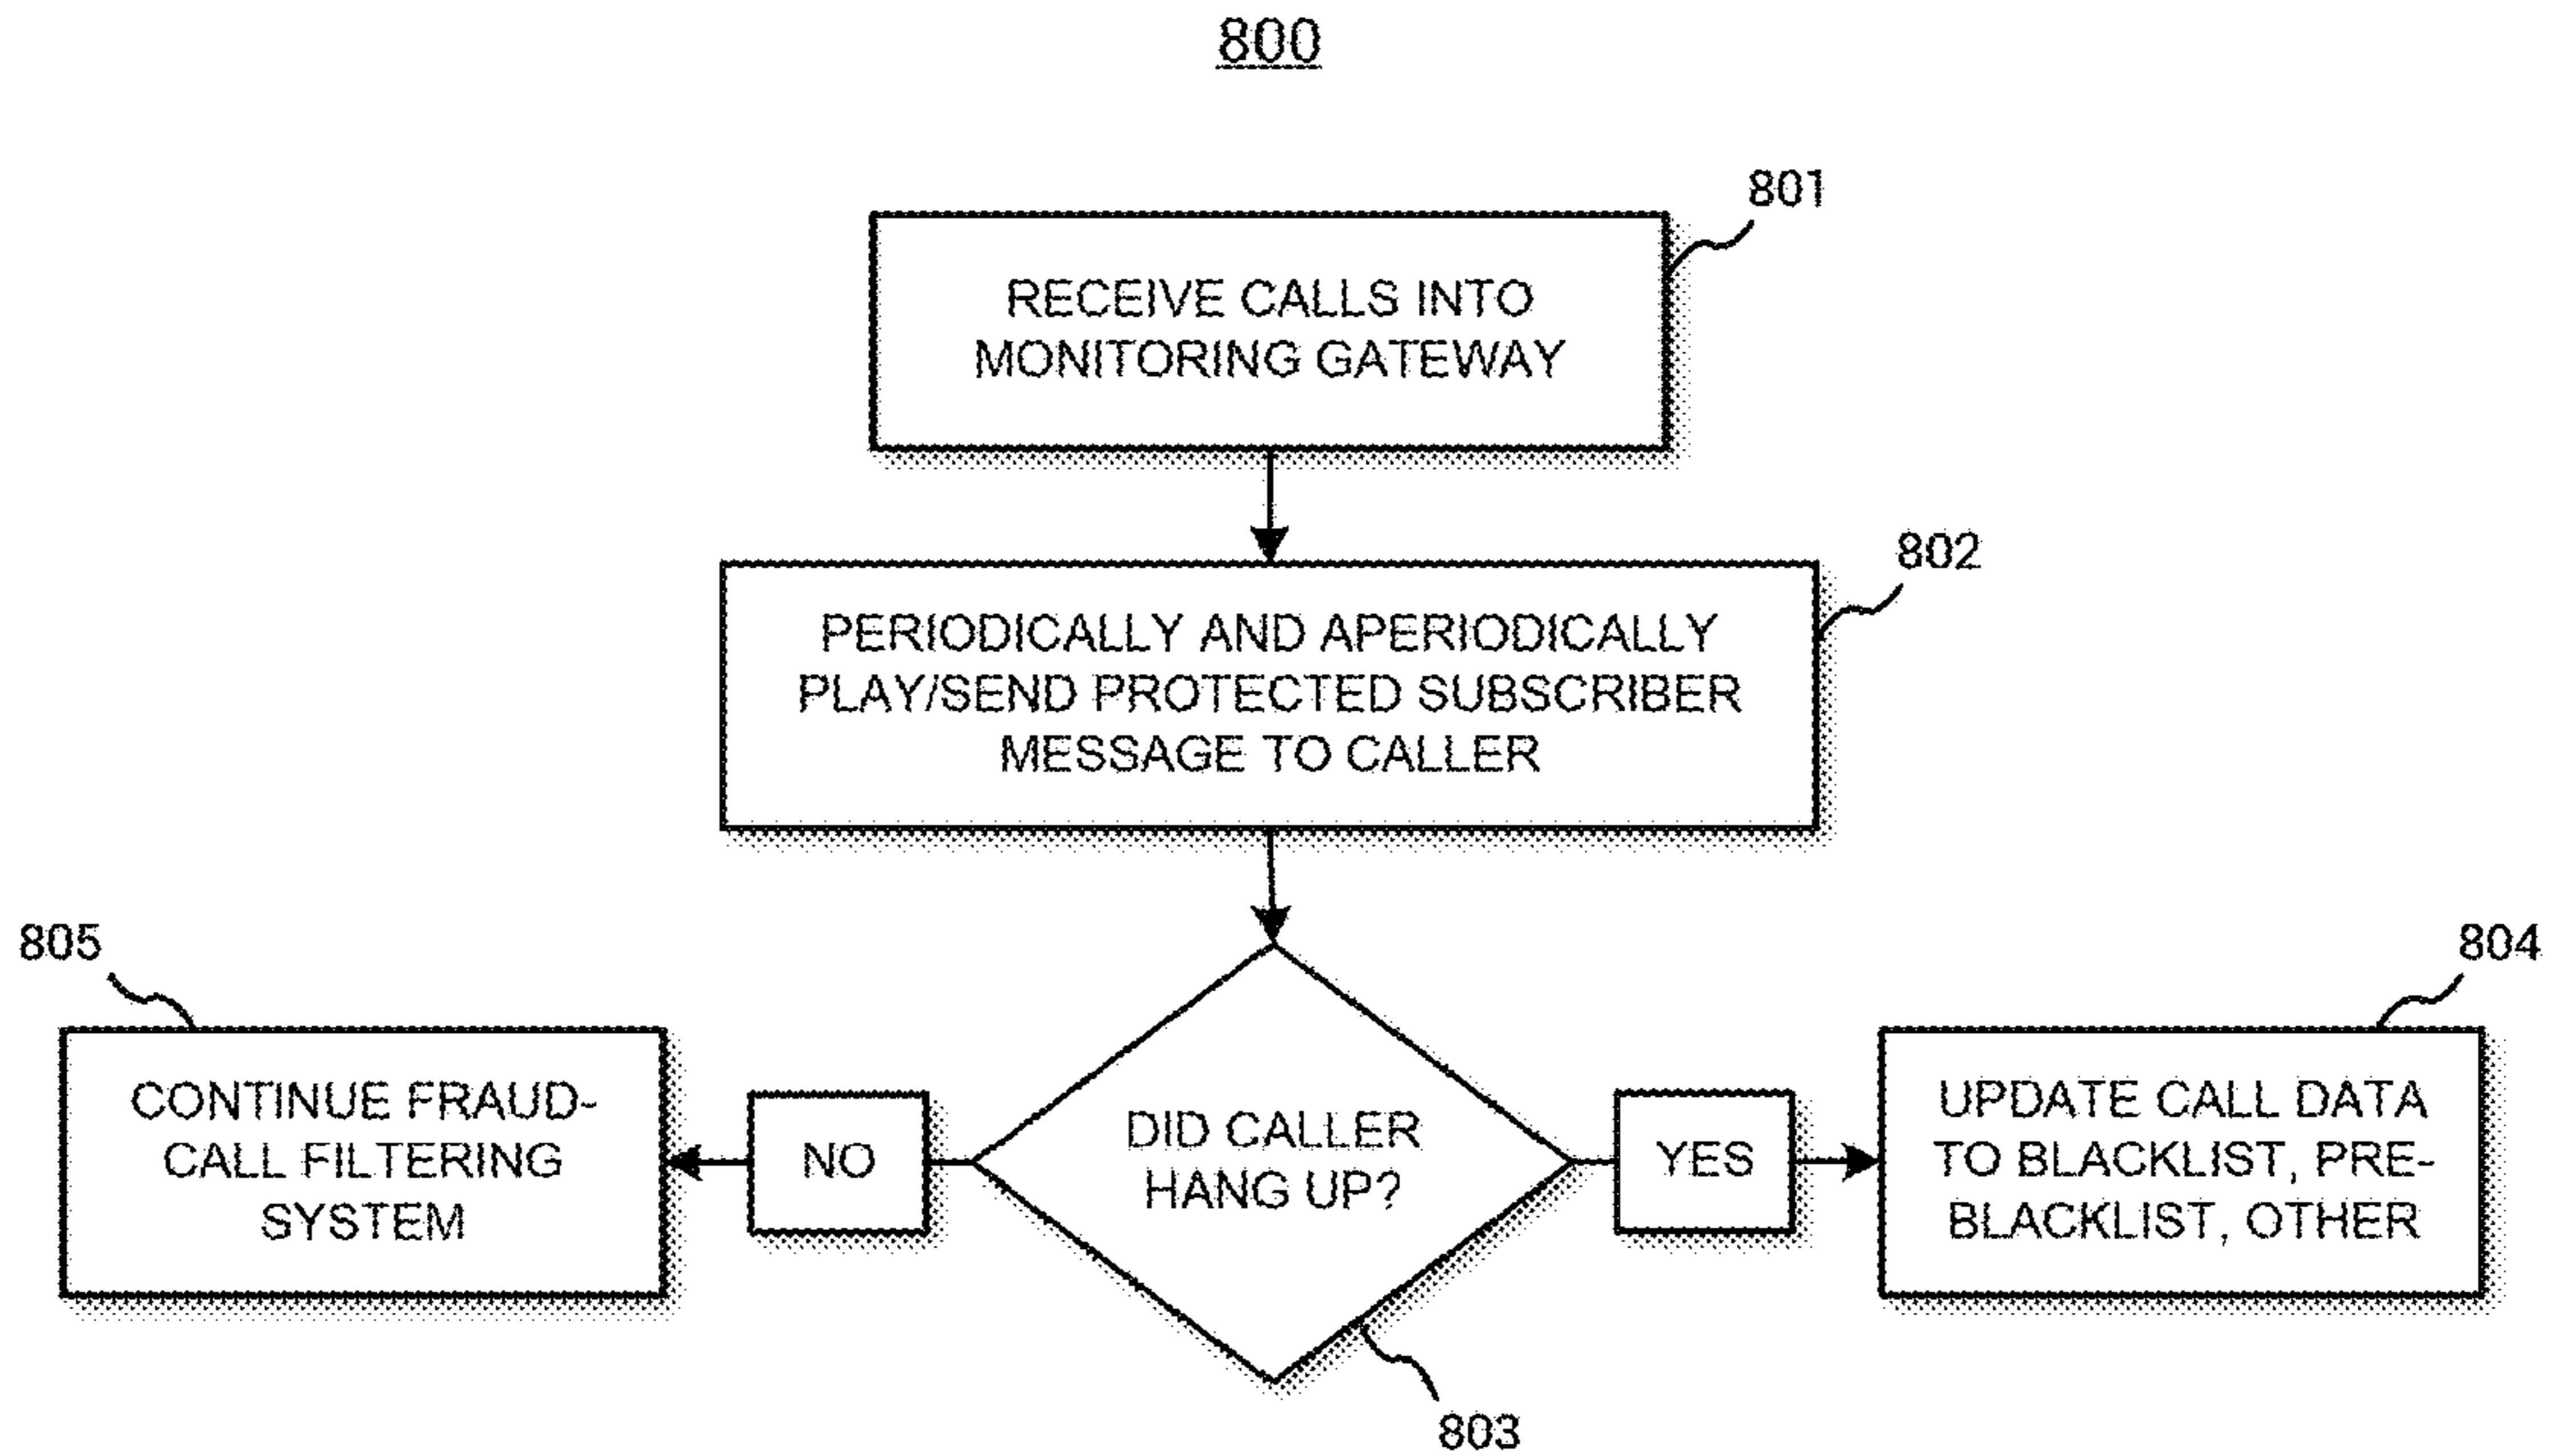 800
801
RECEIVE CALLS INTO
MONITORING GATEWAY
802
PERIODICALLY AND APERIODICALLY
PLAY/SEND PROTECTED SUBSCRIBER
MESSAGE TO CALLER
805
CONTINUE FRAUD-
CALL FILTERING
SYSTEM
NO
DID CALLER
HANG UP?
803
YES
804
UPDATE CALL DATA
TO BLACKLIST, PRE-
BLACKLIST, OTHER